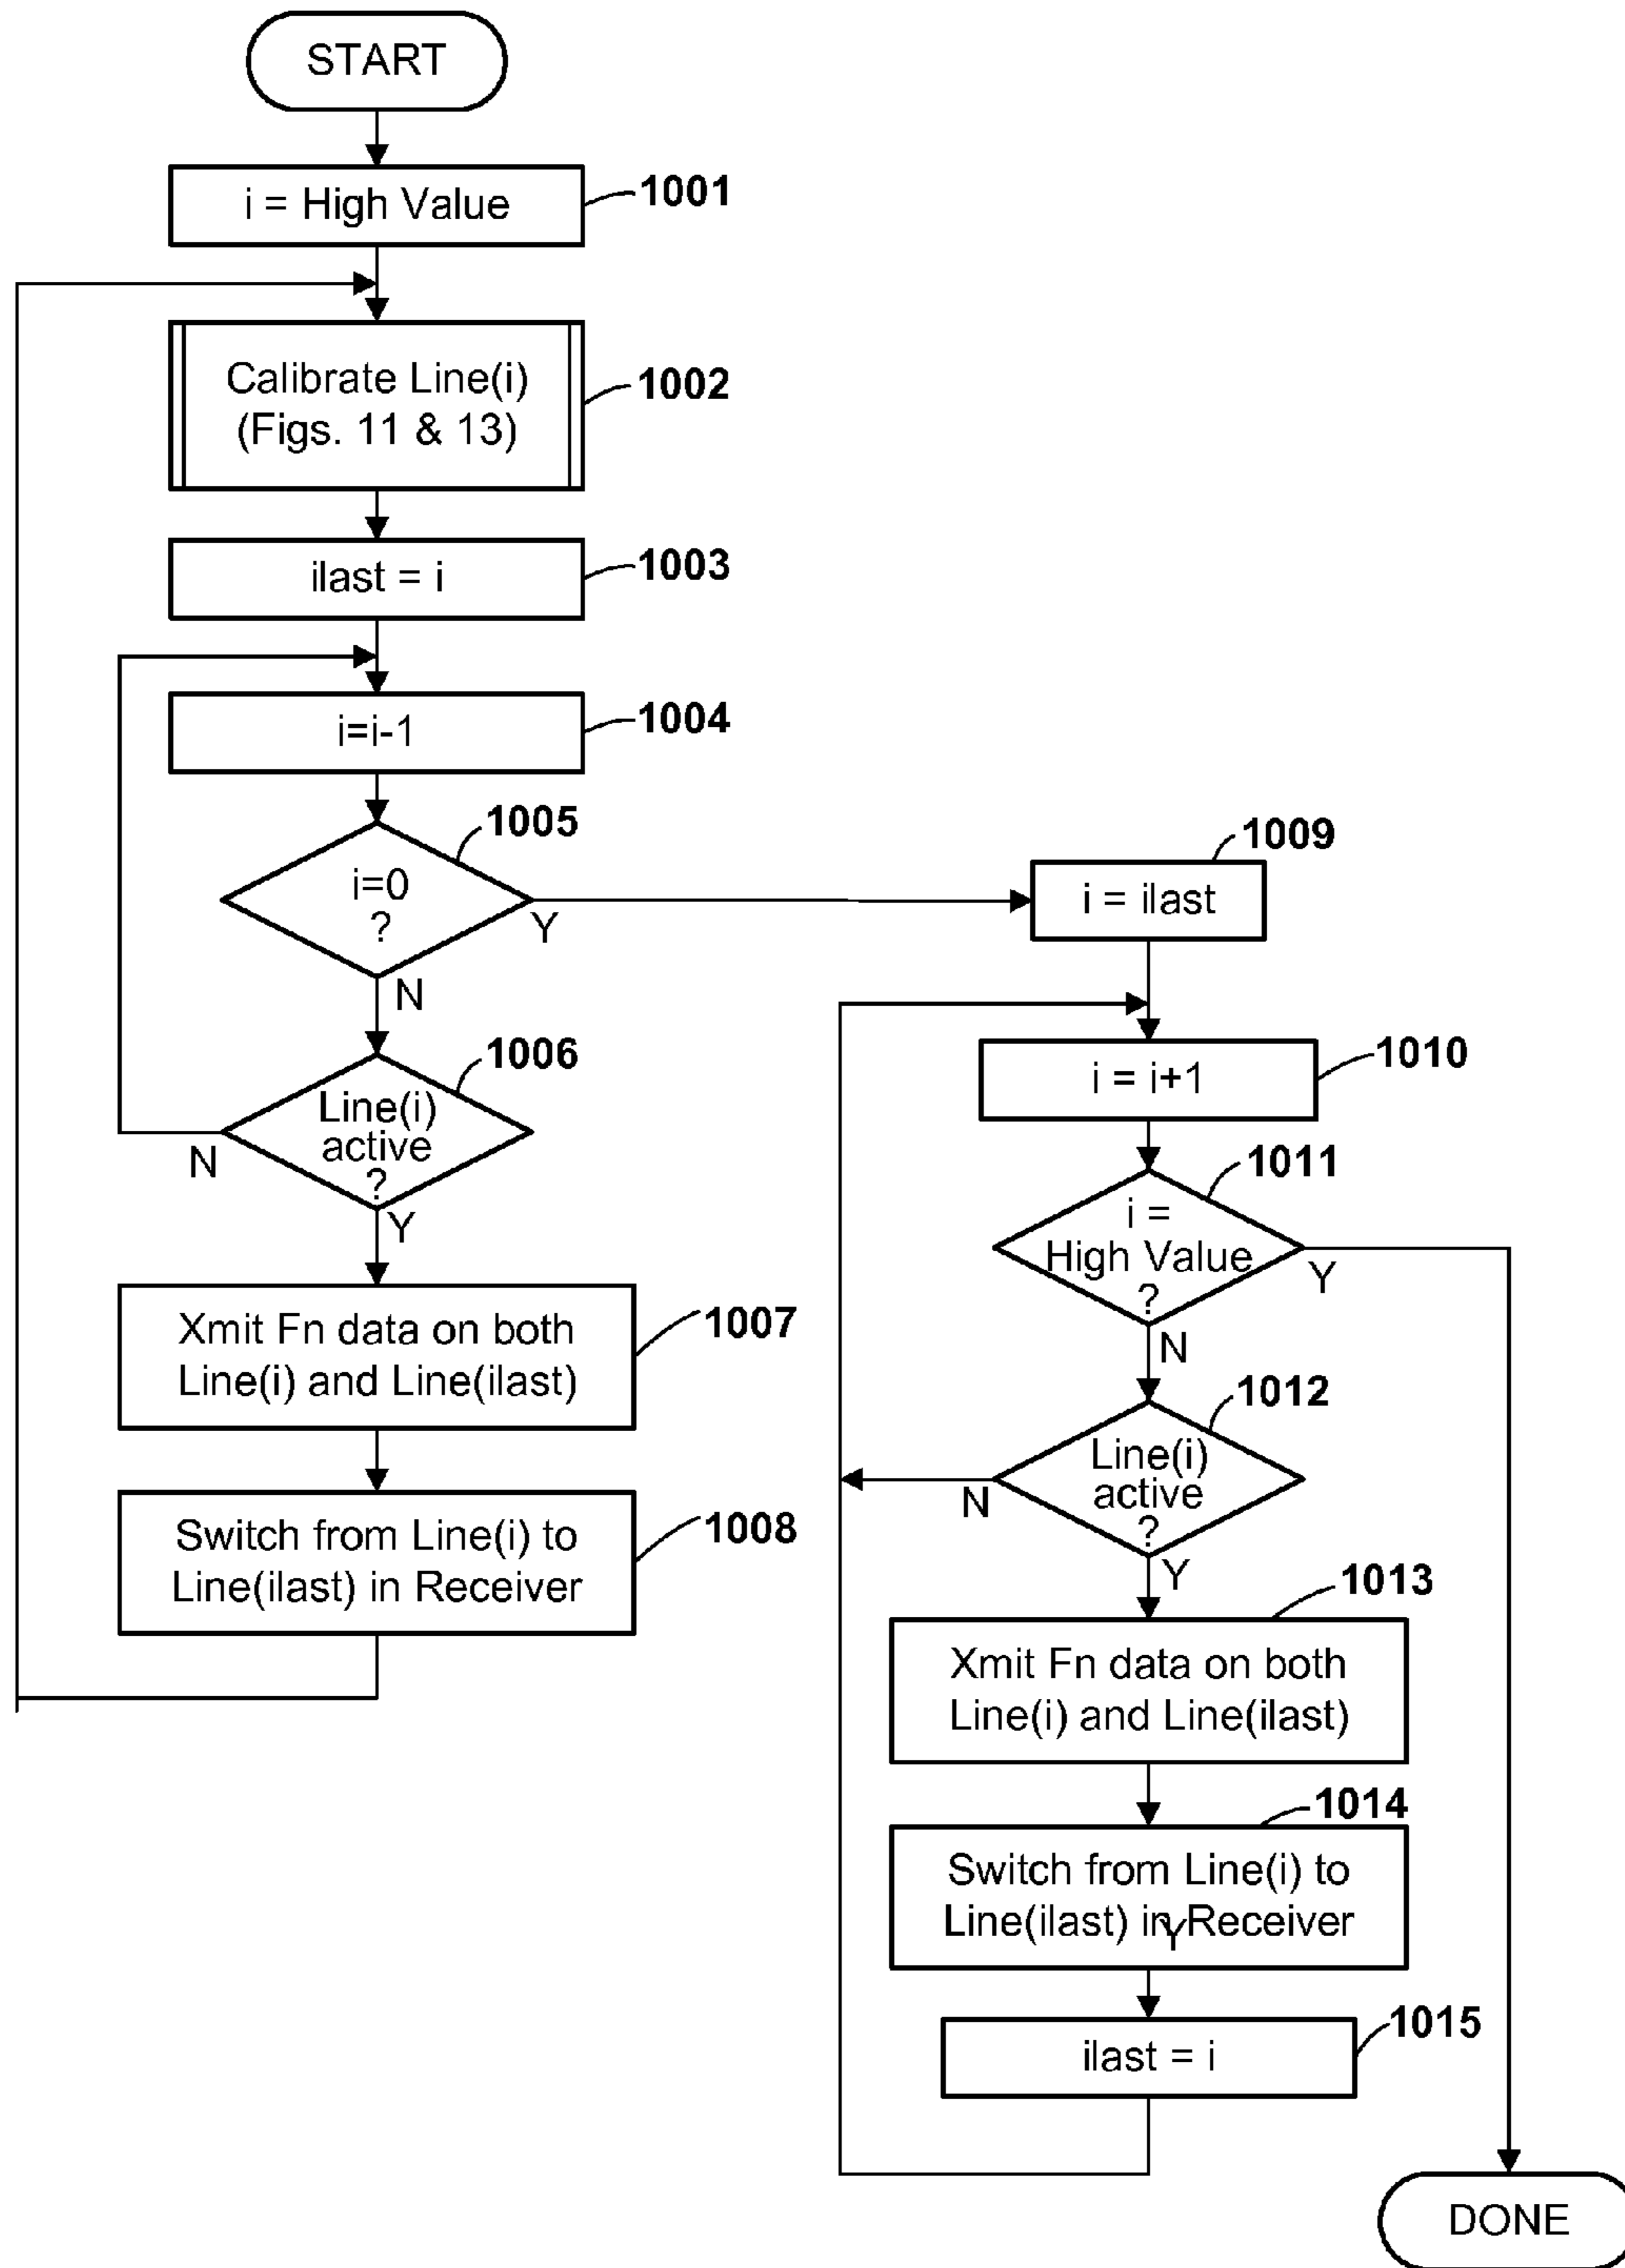 START
i = High Value
1001
Calibrate Line(i)
(Figs. 11 & 13)
1002
ilast = i
1003
i=i-1
1004
1005
i=0
?
Y
N
1006
Line(i)
active
?
N
Y
Xmit Fn data on both
Line(i) and Line(ilast)
1007
Switch from Line(i) to
Line(ilast) in Receiver
1008
1009
i = ilast
i = i+1
1010
1011
i =
High Value
?
Y
N
1012
Line(i)
active
?
N
Y
1013
Xmit Fn data on both
Line(i) and Line(ilast)
1014
Switch from Line(i) to
Line(ilast) in Receiver
Y
1015
ilast = i
DONE